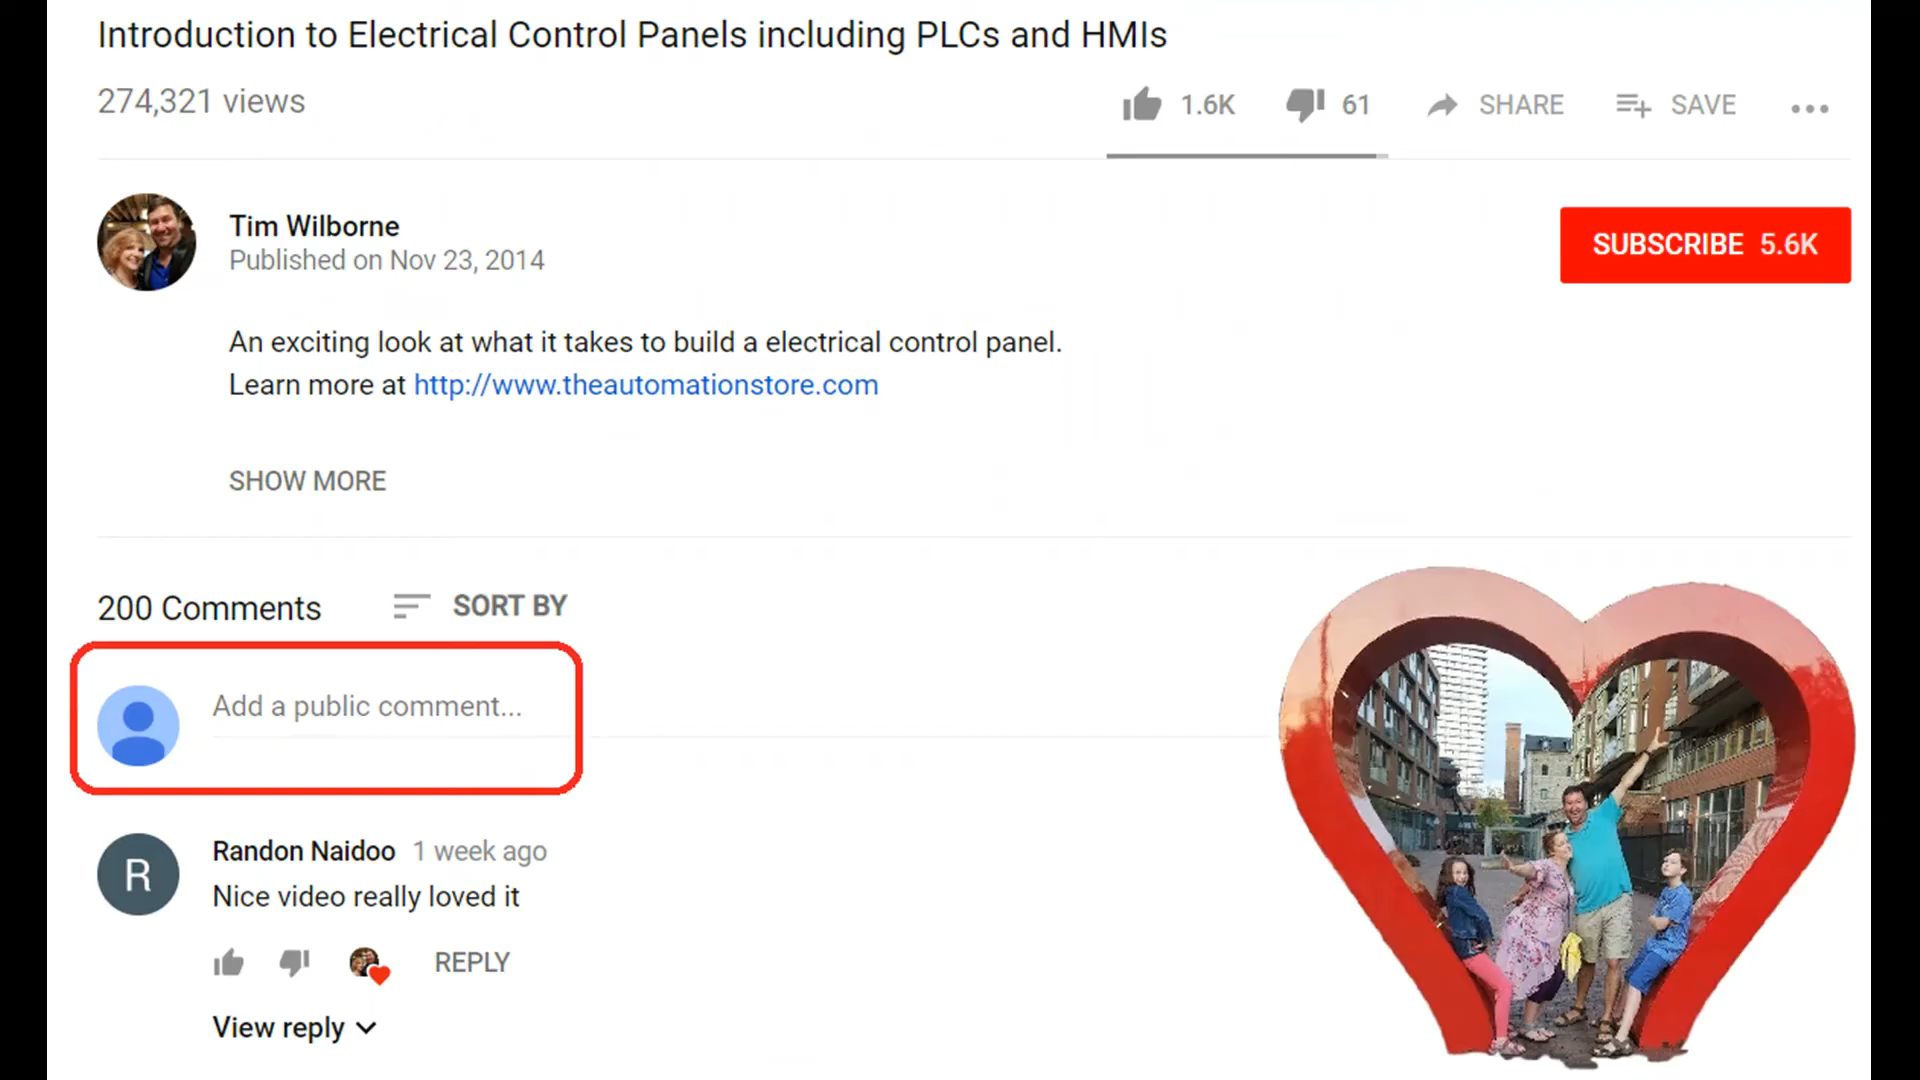 Introduction to Electrical Control Panels including PLCs and HMIs
274,321 views
1.6K 61 SHARE SAVE
Tim Wilborne
Published on Nov 23, 2014
SUBSCRIBE 5.6K
An exciting look at what it takes to build a electrical control panel.
Learn more at http://www.theautomationstore.com
SHOW MORE
200 Comments SORT BY
Add a public comment...
R
Randon Naidoo 1 week ago
Nice video really loved it
REPLY
View reply